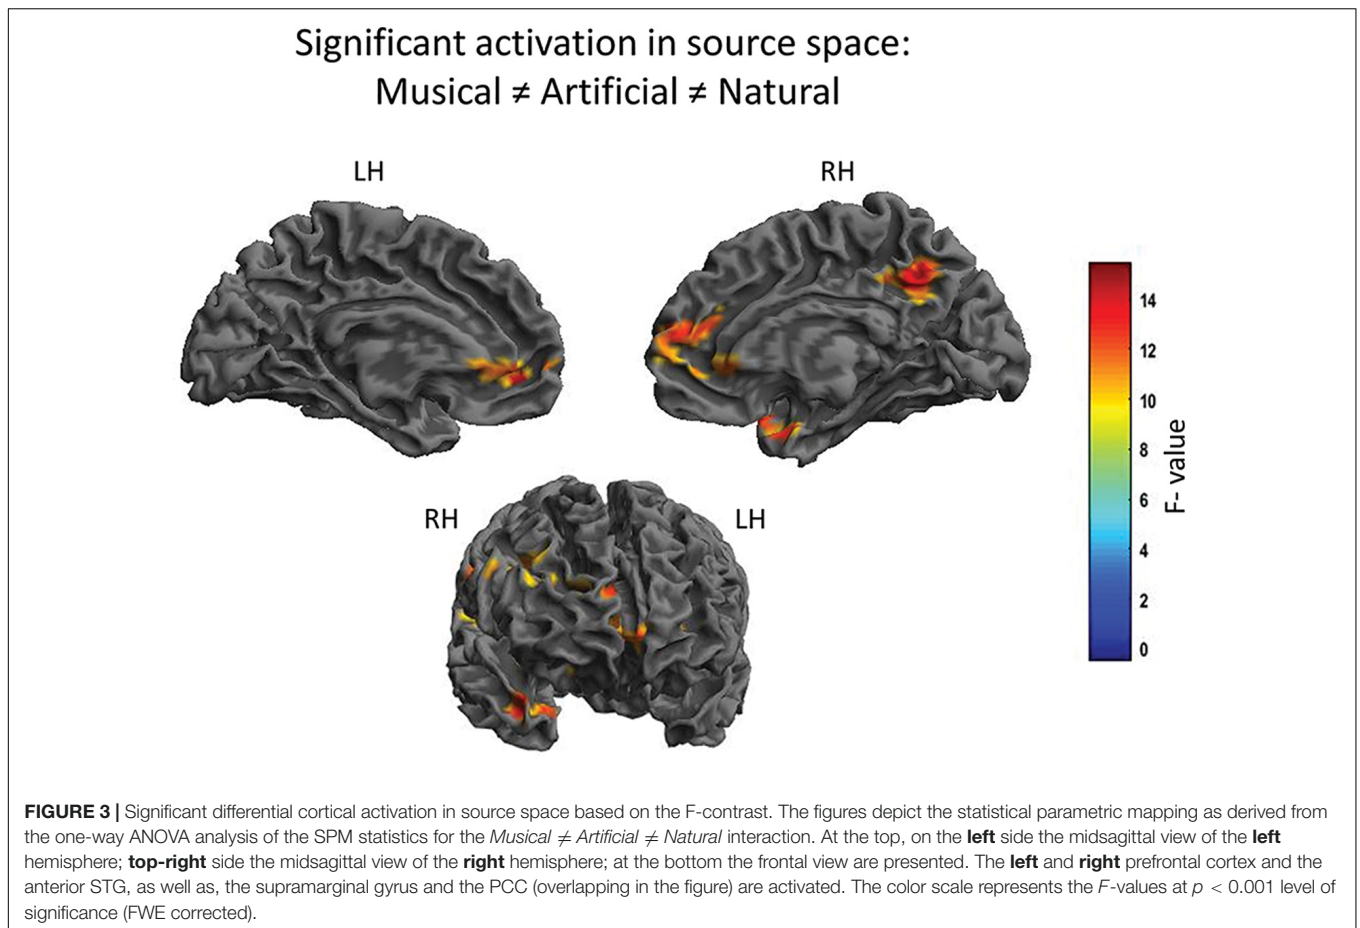 Significant activation in source space:
Musical ≠ Artificial ≠ Natural
LH
RH
14
12
10
8
6
4
2
0
F- value
RH
LH
FIGURE 3 | Significant differential cortical activation in source space based on the F-contrast. The figures depict the statistical parametric mapping as derived from
the one-way ANOVA analysis of the SPM statistics for the Musical ≠ Artificial ≠ Natural interaction. At the top, on the left side the midsagittal view of the left
hemisphere; top-right side the midsagittal view of the right hemisphere; at the bottom the frontal view are presented. The left and right prefrontal cortex and the
anterior STG, as well as, the supramarginal gyrus and the PCC (overlapping in the figure) are activated. The color scale represents the F-values at p < 0.001 level of
significance (FWE corrected).